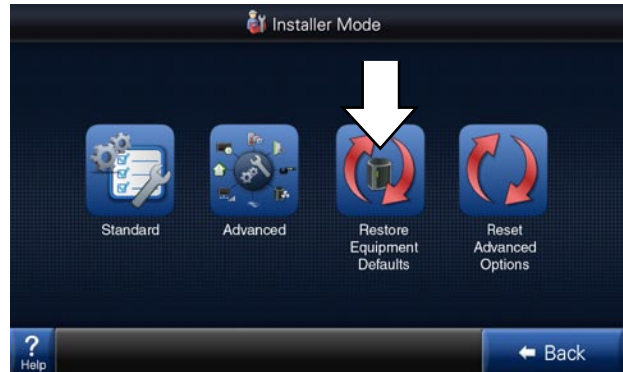 Installer Mode
Standard
Advanced
Restore
Equipment
Defaults
Reset
Advanced
Options
?
Help
Back